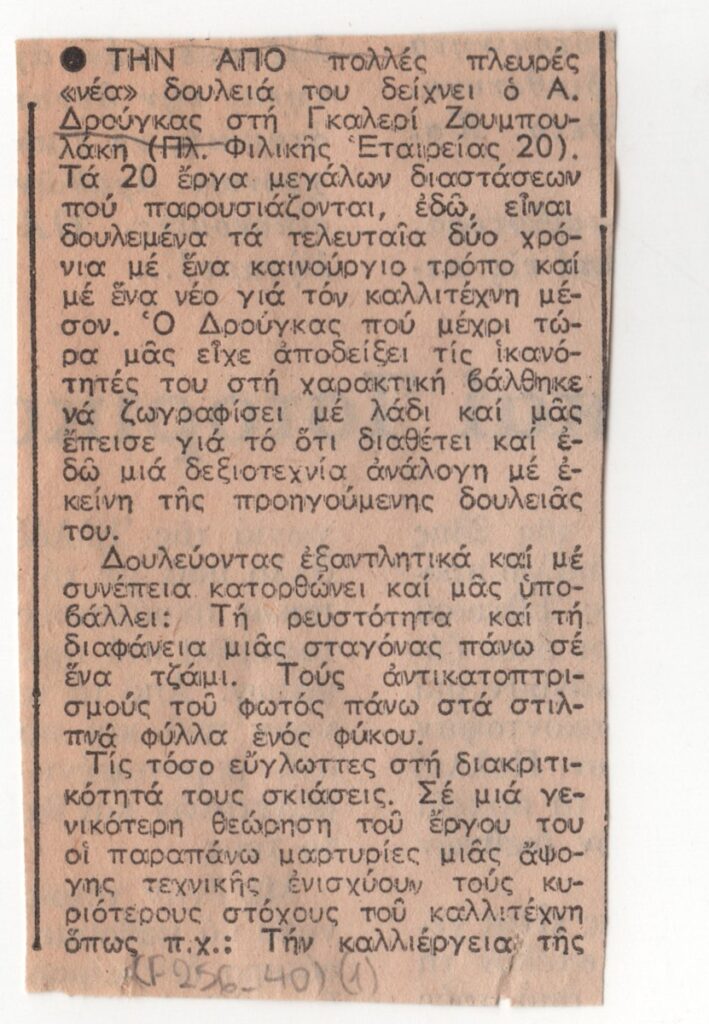 ● ΤΗΝ ΑΠΟ πολλές πλευρές
«νέα» δουλειά του δείχνει ὁ Α.
Δρούγκας στή Γκαλερί Ζουμπου-
λάκη (Πλ. Φιλικῆς Ἑταιρείας 20).
Τά 20 ἔργα μεγάλων διαστάσεων
πού παρουσιάζονται, ἐδῶ, εἶναι
δουλεμένα τά τελευταῖα δύο χρό-
νια μέ ἕνα καινούργιο τρόπο καί
μέ ἕνα νέο γιά τόν καλλιτέχνη μέ-
σον. Ὁ Δρούγκας πού μέχρι τώ-
ρα μᾶς εἶχε ἀποδείξει τίς ἱκανό-
τητές του στή χαρακτική βάλθηκε
νά ζωγραφίσει μέ λάδι καί μᾶς
ἔπεισε γιά τό ὅτι διαθέτει καί ἐ-
δῶ μιά δεξιοτεχνία ἀνάλογη μέ ἐ-
κείνη τῆς προηγούμενης δουλειᾶς
του.
Δουλεύοντας ἐξαντλητικά καί μέ
συνέπεια κατορθώνει καί μᾶς ὑπο-
βάλλει: Τή ρευστότητα καί τή
διαφάνεια μιᾶς σταγόνας πάνω σέ
ἕνα τζάμι. Τούς ἀντικατοπτρι-
σμούς τοῦ φωτός πάνω στά στιλ-
πνά φύλλα ἑνός φύκου.
Τίς τόσο εὔγλωττες στή διακριτι-
κότητά τους σκιάσεις. Σέ μιά γε-
νικότερη θεώρηση τοῦ ἔργου του
οἱ παραπάνω μαρτυρίες μιᾶς ἄψο-
γης τεχνικῆς ἐνισχύουν τούς κυ-
ριότερους στόχους τοῦ καλλιτέχνη
ὅπως π.χ.: Τήν καλλιέργεια τῆς
(F256-40) (1)